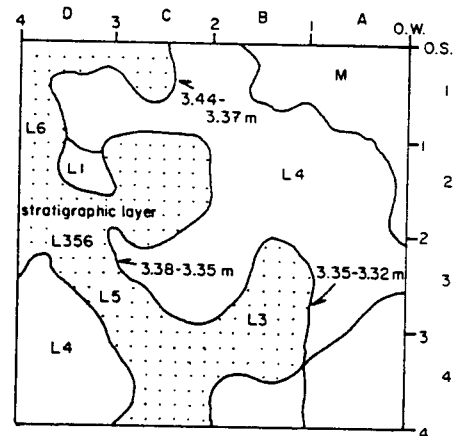 4 D 3 C 2 B 1 A O.W.
O.S.
M
1
3.44-
3.37 m
L6
1
L1
L4
2
stratigraphic layer
L356
2
3.38-3.35 m
3.35-3.32 m
3
L5
L3
L4
3
4
4